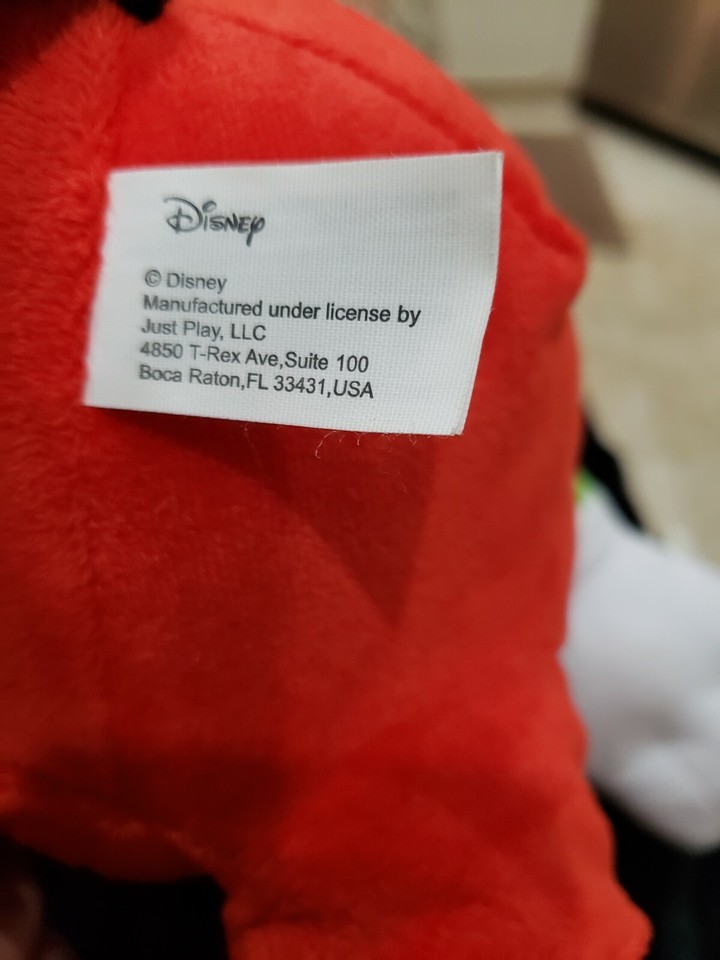 Disney
© Disney
Manufactured under license by
Just Play, LLC
4850 T-Rex Ave,Suite 100
Boca Raton,FL 33431,USA